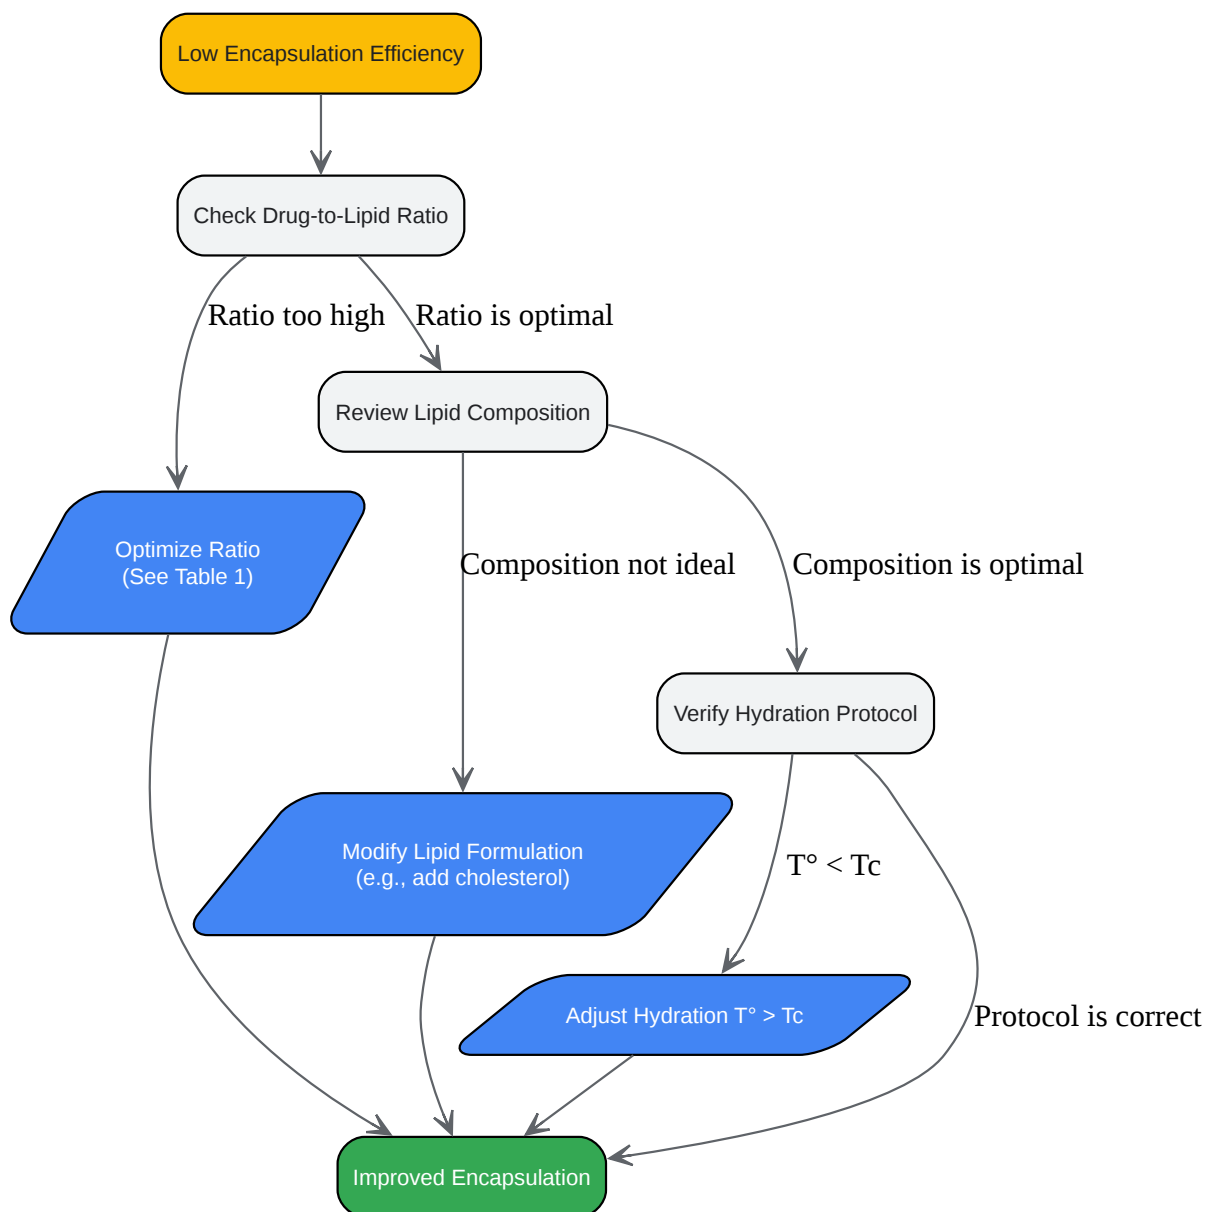 Low Encapsulation Efficiency
Check Drug-to-Lipid Ratio
Ratio too high
Ratio is optimal
Review Lipid Composition
Optimize Ratio
(See Table 1)
Composition not ideal
Composition is optimal
Verify Hydration Protocol
Modify Lipid Formulation
(e.g., add cholesterol)
T° < Tc
Adjust Hydration T° > Tc
Protocol is correct
Improved Encapsulation